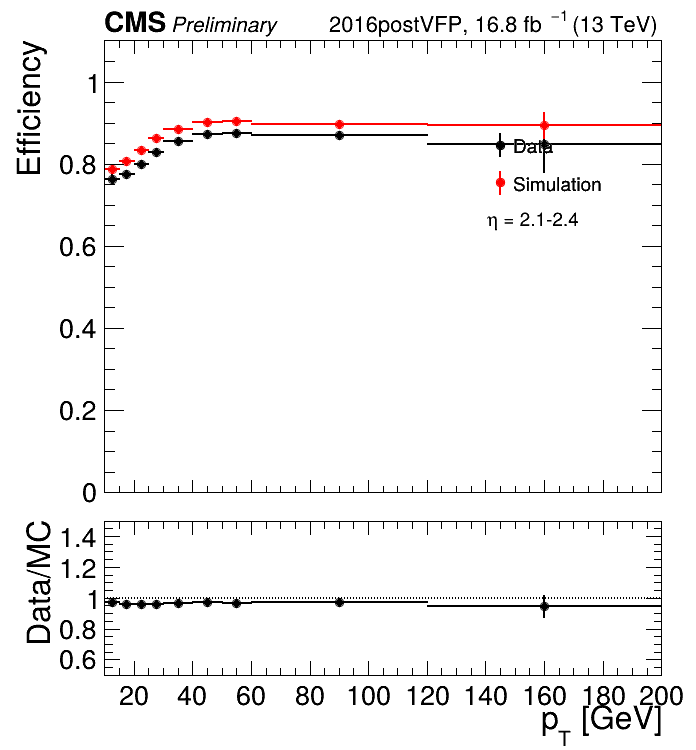 CMS Preliminary 2016postVFP, 16.8 fb⁻¹ (13 TeV)
Efficiency
1
0.8
0.6
0.4
0.2
0
Data
Simulation
η = 2.1-2.4
Data/MC
1.4
1.2
1
0.8
0.6
20 40 60 80 100 120 140 160 180 200
p_T [GeV]